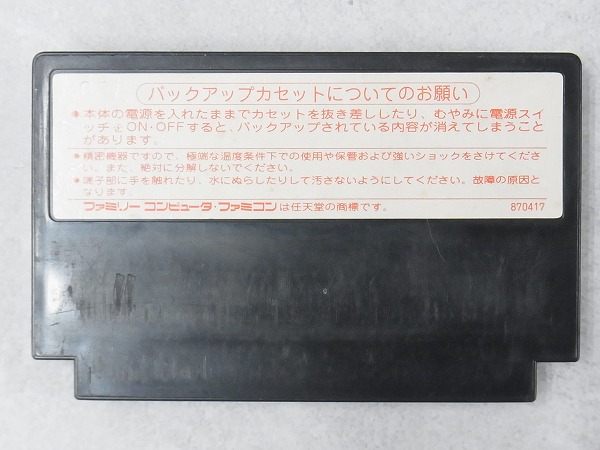 バックアップカセットについてのお願い
●本体の電源を入れたままでカセットを抜き差ししたり、むやみに電源スイ
ッチをON・OFFすると、バックアップされている内容が消えてしまうこと
があります。
●精密機器ですので、極端な温度条件下での使用や保管および強いショックをさけてくださ
い。また、絶対に分解しないでください。
●端子部に手を触れたり、水にぬらしたりして汚さないようにしてください。故障の原因と
なります。
ファミリーコンピュータ・ファミコンは任天堂の商標です。
870417